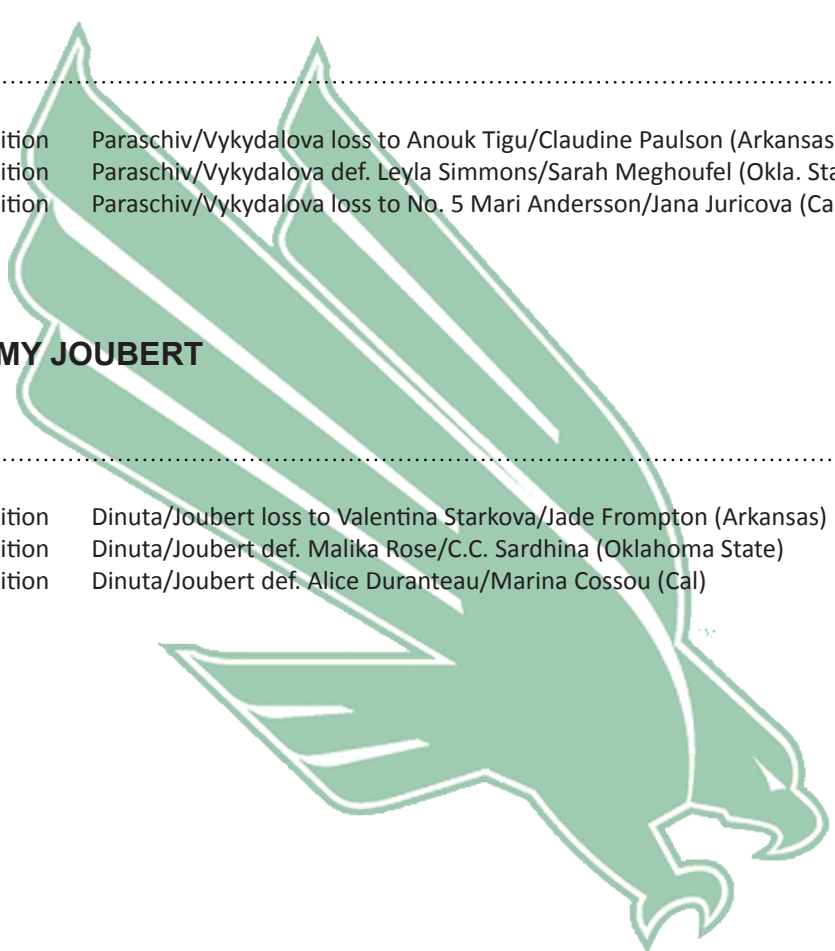 ition Paraschiv/Vykydalova loss to Anouk Tigu/Claudine Paulson (Arkansas
ition Paraschiv/Vykydalova def. Leyla Simmons/Sarah Meghoufel (Okla. Sta
ition Paraschiv/Vykydalova loss to No. 5 Mari Andersson/Jana Juricova (Ca
MY JOUBERT
ition Dinuta/Joubert loss to Valentina Starkova/Jade Frompton (Arkansas)
ition Dinuta/Joubert def. Malika Rose/C.C. Sardhina (Oklahoma State)
ition Dinuta/Joubert def. Alice Duranteau/Marina Cossou (Cal)